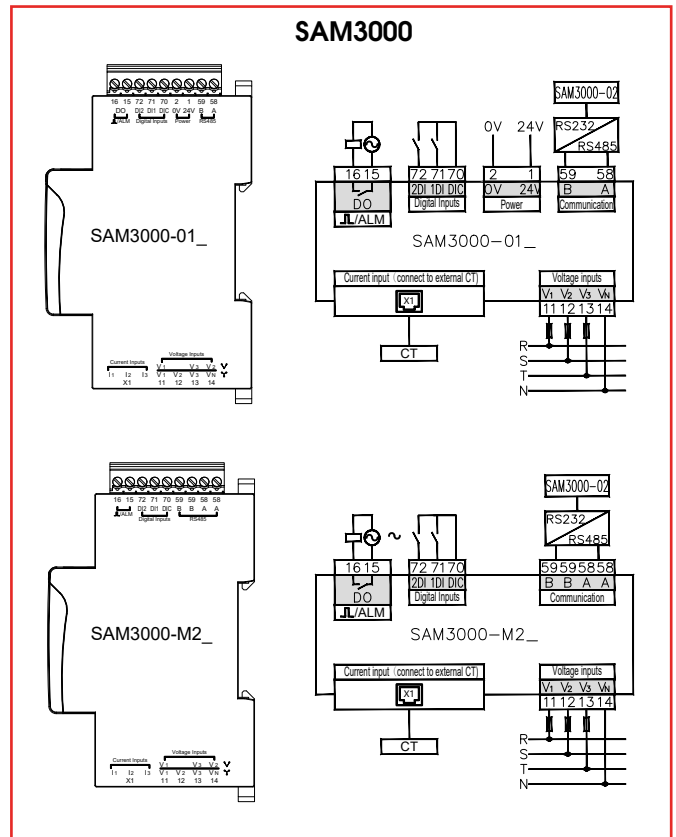 SAM3000
16 15 72 71 70 2 1 59 58
DO DI2 DI1 DIC 0V 24V B A
/ALM Digital Inputs Power RS485
SAM3000-01_
Current Inputs Voltage Inputs
V1 V3 V2
I1 I2 I3 V1 V2 V3 VN
X1 11 12 13 14
SAM3000-02
RS232
RS485
0V 24V
16 15 72 71 70 2 1 59 58
2DI 1DI DIC 0V 24V B A
DO Digital Inputs Power Communication
/ALM
SAM3000-01_
Current input (connect to external CT) Voltage inputs
X1 V1 V2 V3 VN
11 12 13 14
CT
R
S
T
N
16 15 72 71 70 59 59 58 58
DI2 DI1 DIC B B A A
/ALM Digital Inputs RS485
SAM3000-M2_
Current Inputs Voltage Inputs
V1 V3 V2
I1 I2 I3 V1 V2 V3 VN
X1 11 12 13 14
SAM3000-02
RS232
RS485
~
16 15 72 71 70 59 59 58 58
2DI 1DI DIC B B A A
DO Digital Inputs Communication
/ALM
SAM3000-M2_
Current input (connect to external CT) Voltage inputs
X1 V1 V2 V3 VN
11 12 13 14
CT
R
S
T
N